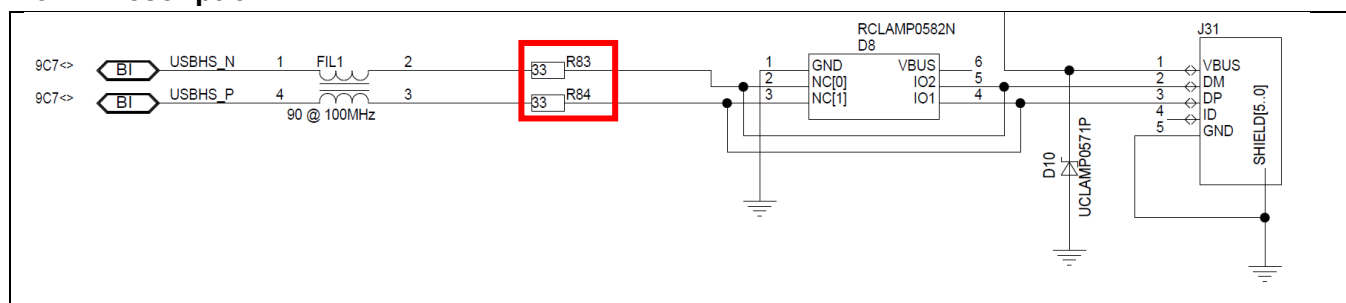 RCLAMP0582N
D8
J31
9C7<> BI USBHS_N 1 FIL1 2 33 R83
9C7<> BI USBHS_P 4 3 33 R84
90 @ 100MHz
1 GND VBUS 6
2 NC[0] IO2 5
3 NC[1] IO1 4
1 VBUS
2 DM
3 DP
4 ID
5 GND
SHIELD[5..0]
D10
UCLAMP0571P